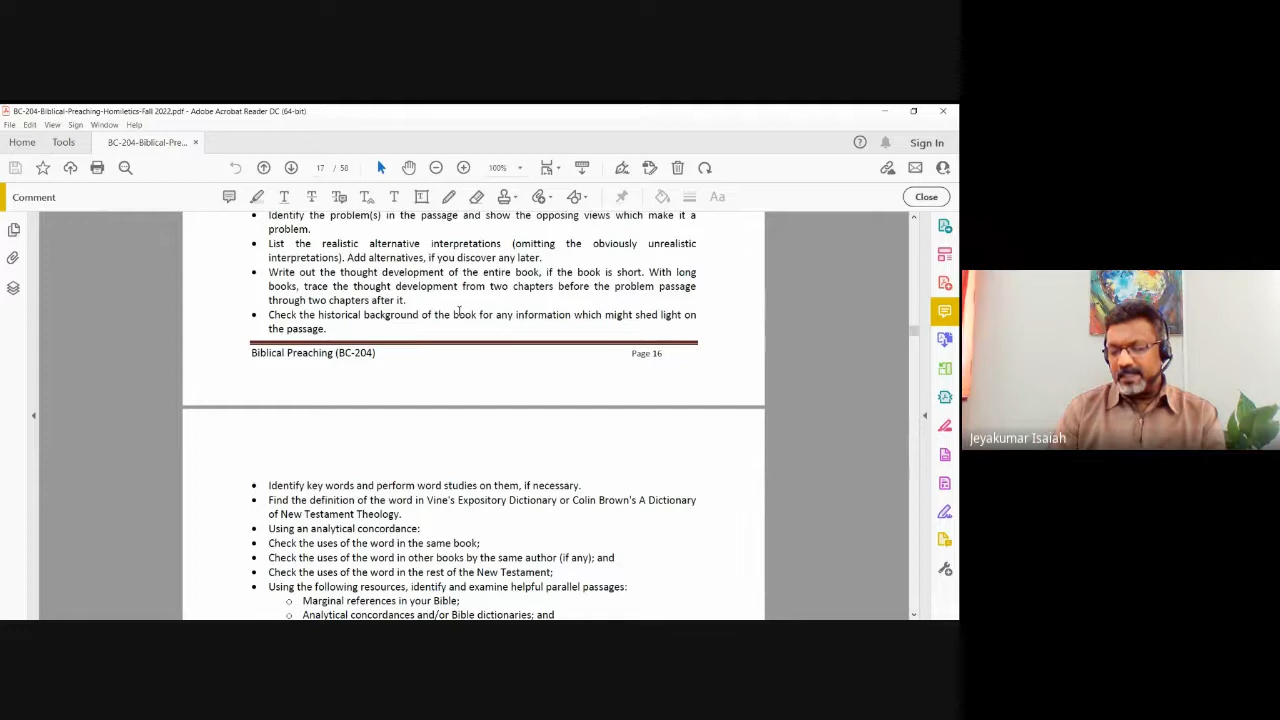 BC-204-Biblical-Preaching-Homiletics-Fall 2022.pdf - Adobe Acrobat Reader DC (64-bit)
File Edit View Sign Window Help
Home Tools BC-204-Biblical-Pre... × Sign In
17 / 58 100%
Comment Aa Close
• Identify the problem(s) in the passage and show the opposing views which make it a
problem.
• List the realistic alternative interpretations (omitting the obviously unrealistic
interpretations). Add alternatives, if you discover any later.
• Write out the thought development of the entire book, if the book is short. With long
books, trace the thought development from two chapters before the problem passage
through two chapters after it.
• Check the historical background of the book for any information which might shed light on
the passage.
Biblical Preaching (BC-204) Page 16
• Identify key words and perform word studies on them, if necessary.
• Find the definition of the word in Vine's Expository Dictionary or Colin Brown's A Dictionary
of New Testament Theology.
• Using an analytical concordance:
• Check the uses of the word in the same book;
• Check the uses of the word in other books by the same author (if any); and
• Check the uses of the word in the rest of the New Testament;
• Using the following resources, identify and examine helpful parallel passages:
o Marginal references in your Bible;
o Analytical concordances and/or Bible dictionaries; and
Jeyakumar Isaiah